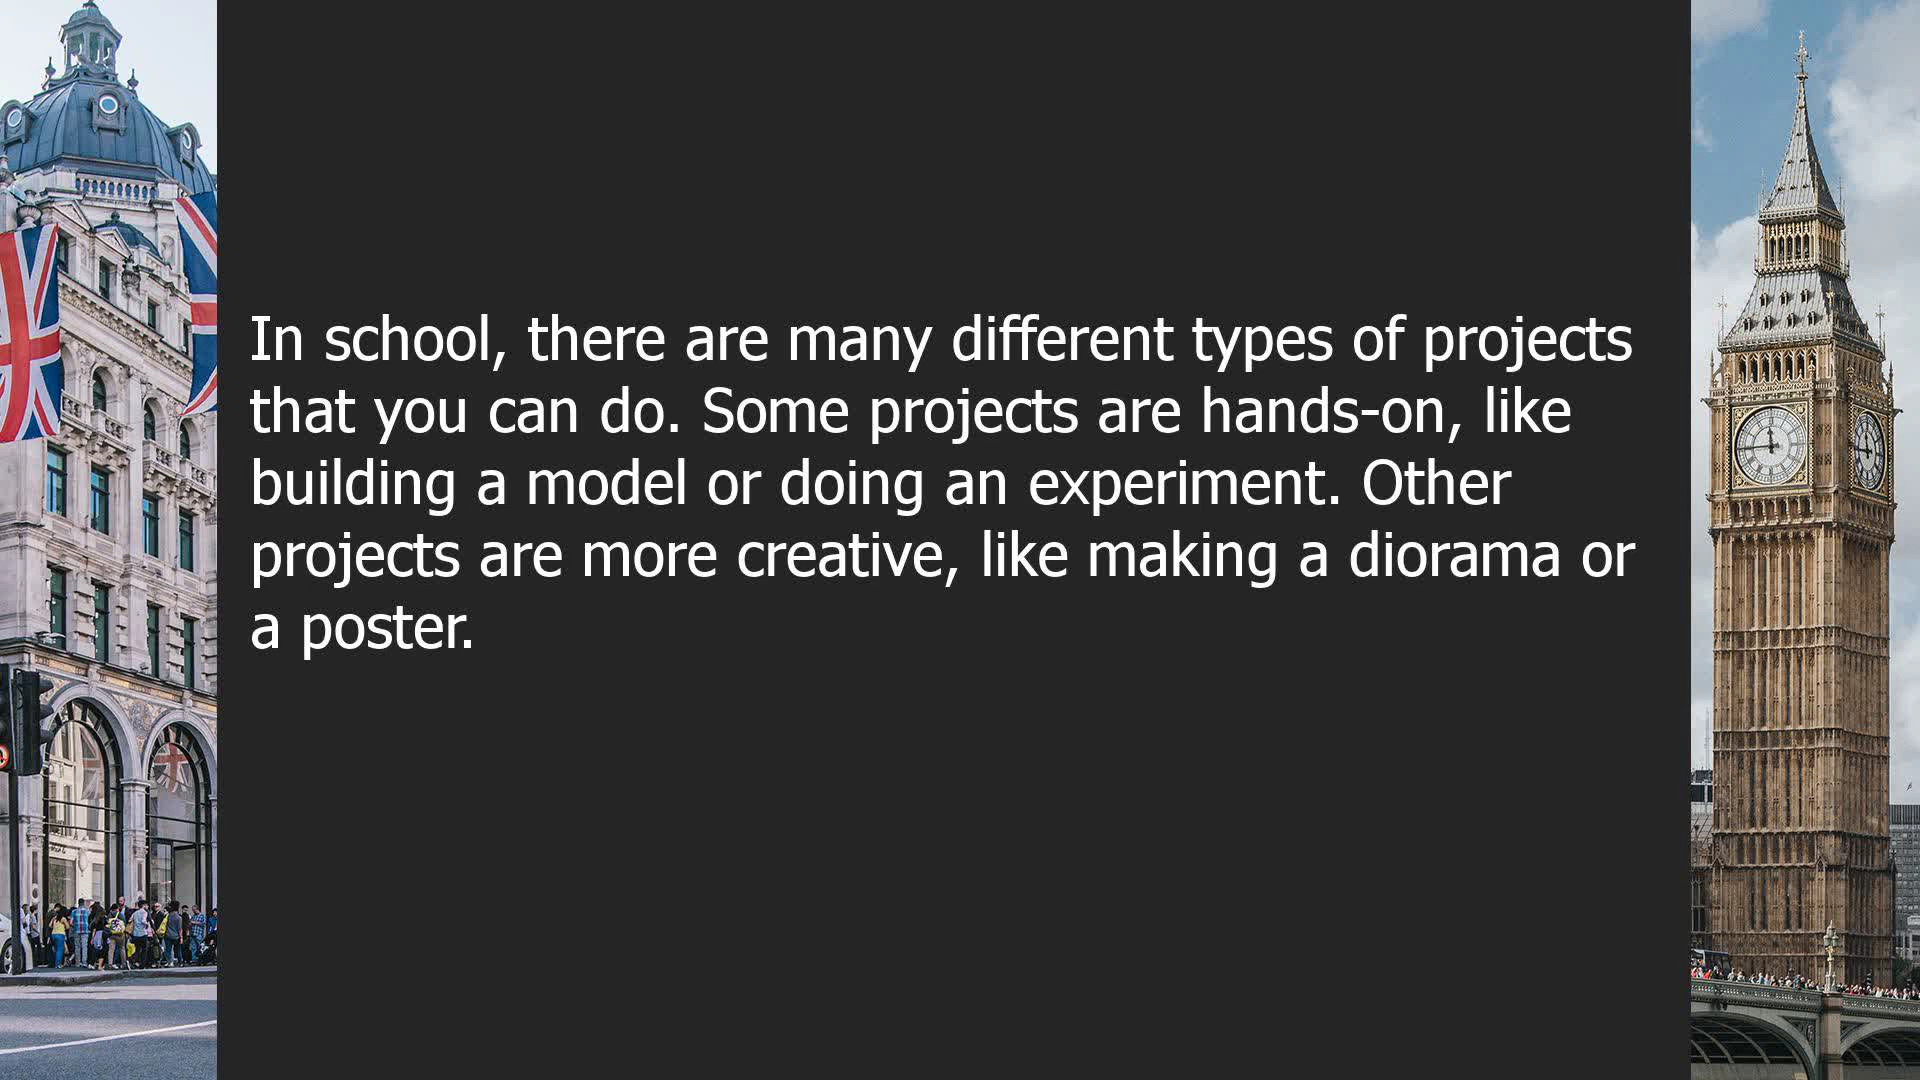 In school, there are many different types of projects
that you can do. Some projects are hands-on, like
building a model or doing an experiment. Other
projects are more creative, like making a diorama or
a poster.